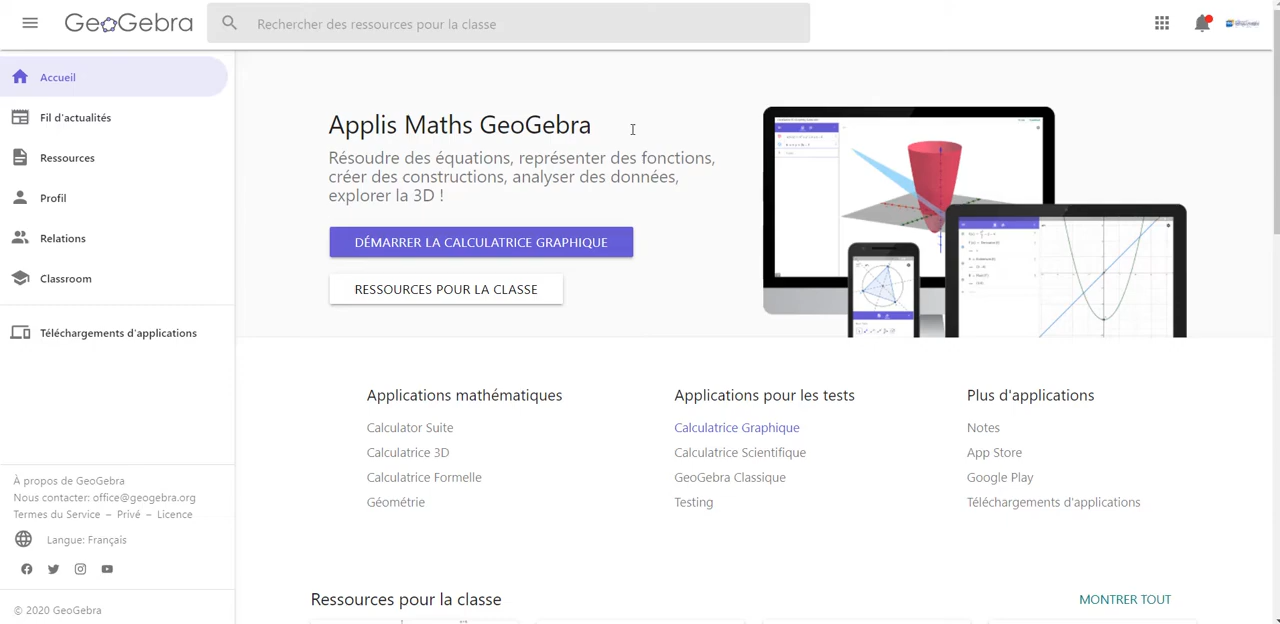 GeoGebra
Rechercher des ressources pour la classe
Accueil
Fil d'actualités
Ressources
Profil
Relations
Classroom
Téléchargements d'applications
À propos de GeoGebra
Nous contacter: office@geogebra.org
Termes du Service – Privé – Licence
Langue: Français
© 2020 GeoGebra
Applis Maths GeoGebra
Résoudre des équations, représenter des fonctions,
créer des constructions, analyser des données,
explorer la 3D !
DÉMARRER LA CALCULATRICE GRAPHIQUE
RESSOURCES POUR LA CLASSE
Applications mathématiques
Calculator Suite
Calculatrice 3D
Calculatrice Formelle
Géométrie
Applications pour les tests
Calculatrice Graphique
Calculatrice Scientifique
GeoGebra Classique
Testing
Plus d'applications
Notes
App Store
Google Play
Téléchargements d'applications
Ressources pour la classe
MONTRER TOUT